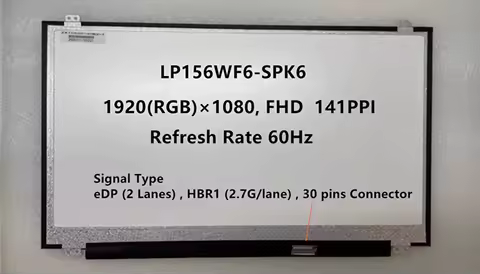 LP156WF6-SPK6
1920(RGB)×1080, FHD 141PPI
Refresh Rate 60Hz
Signal Type
eDP (2 Lanes) , HBR1 (2.7G/lane) , 30 pins Connector